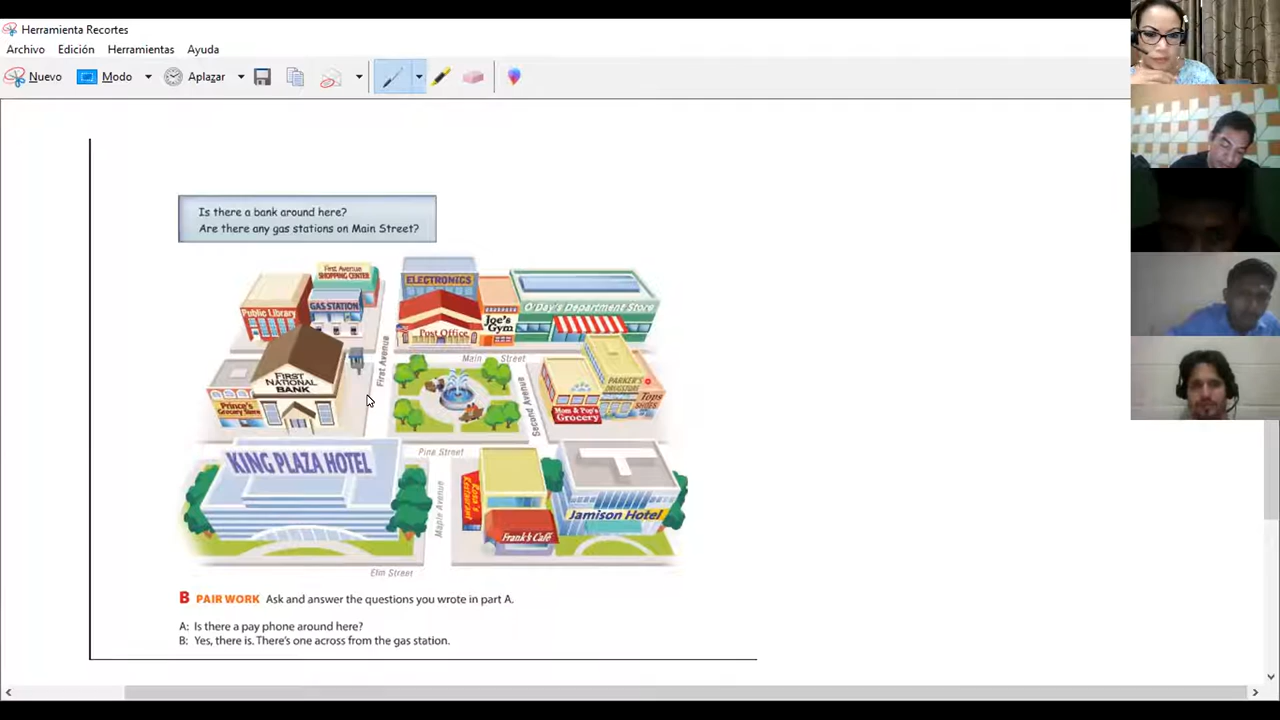 Herramienta Recortes
Archivo Edición Herramientas Ayuda
Nuevo Modo Aplazar
Is there a bank around here?
Are there any gas stations on Main Street?
First Avenue
SHOPPING CENTER
ELECTRONICS
GAS STATION
O'Day's Department Store
Public Library
Joe's
Gym
Post Office
Main Street
First Avenue
FIRST
NATIONAL
BANK
PARKER'S
DRUGSTORE
Tops
Second Avenue
Prince's
Grocery Store
Mom & Pop's
Grocery
Pine Street
KING PLAZA HOTEL
Maple Avenue
Rosa's
Restaurant
Jamison Hotel
Frank's Café
Elm Street
B PAIR WORK Ask and answer the questions you wrote in part A.
A: Is there a pay phone around here?
B: Yes, there is. There's one across from the gas station.